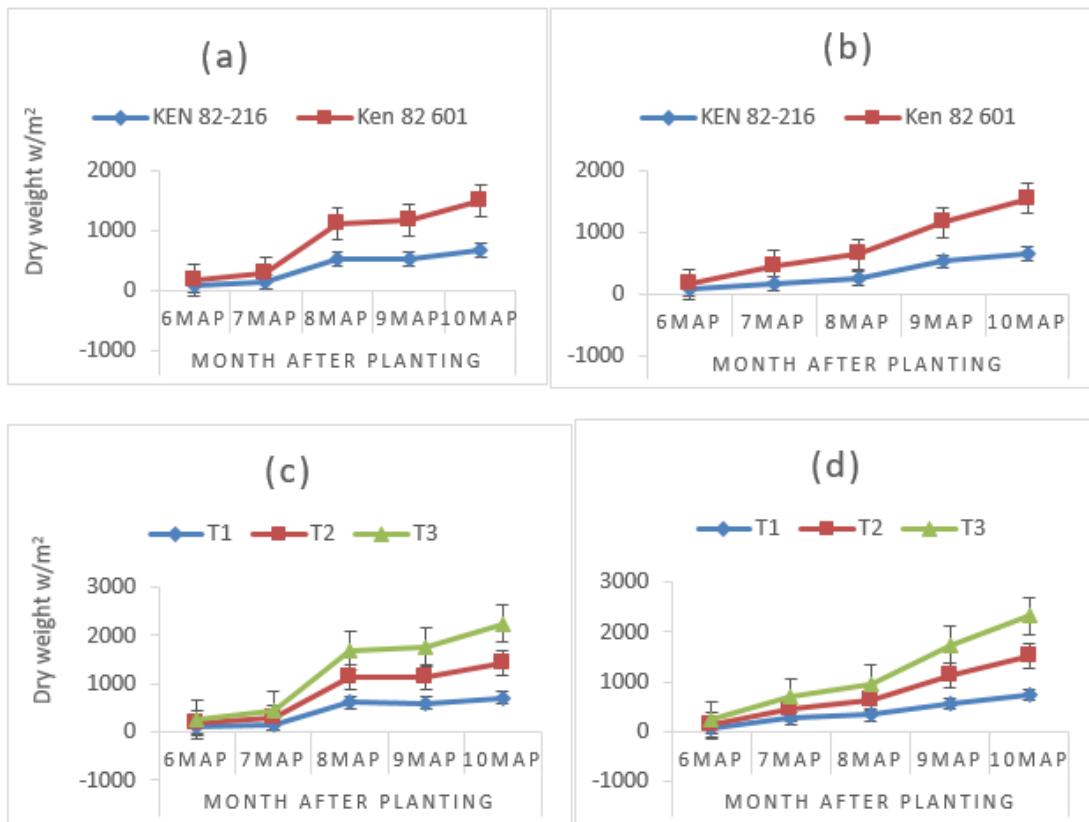 (a)
KEN 82-216 Ken 82 601
Dry weight w/m²
2000
1000
0
-1000
6MAP 7MAP 8MAP 9MAP 10MAP
MONTH AFTER PLANTING
(b)
KEN 82-216 Ken 82 601
2000
1000
0
-1000
6MAP 7MAP 8MAP 9MAP 10MAP
MONTH AFTER PLANTING
(c)
T1 T2 T3
Dry weight w/m²
3000
2000
1000
0
-1000
6MAP 7MAP 8MAP 9MAP 10MAP
MONTH AFTER PLANTING
(d)
T1 T2 T3
3000
2000
1000
0
-1000
6MAP 7MAP 8MAP 9MAP 10MAP
MONTH AFTER PLANTING